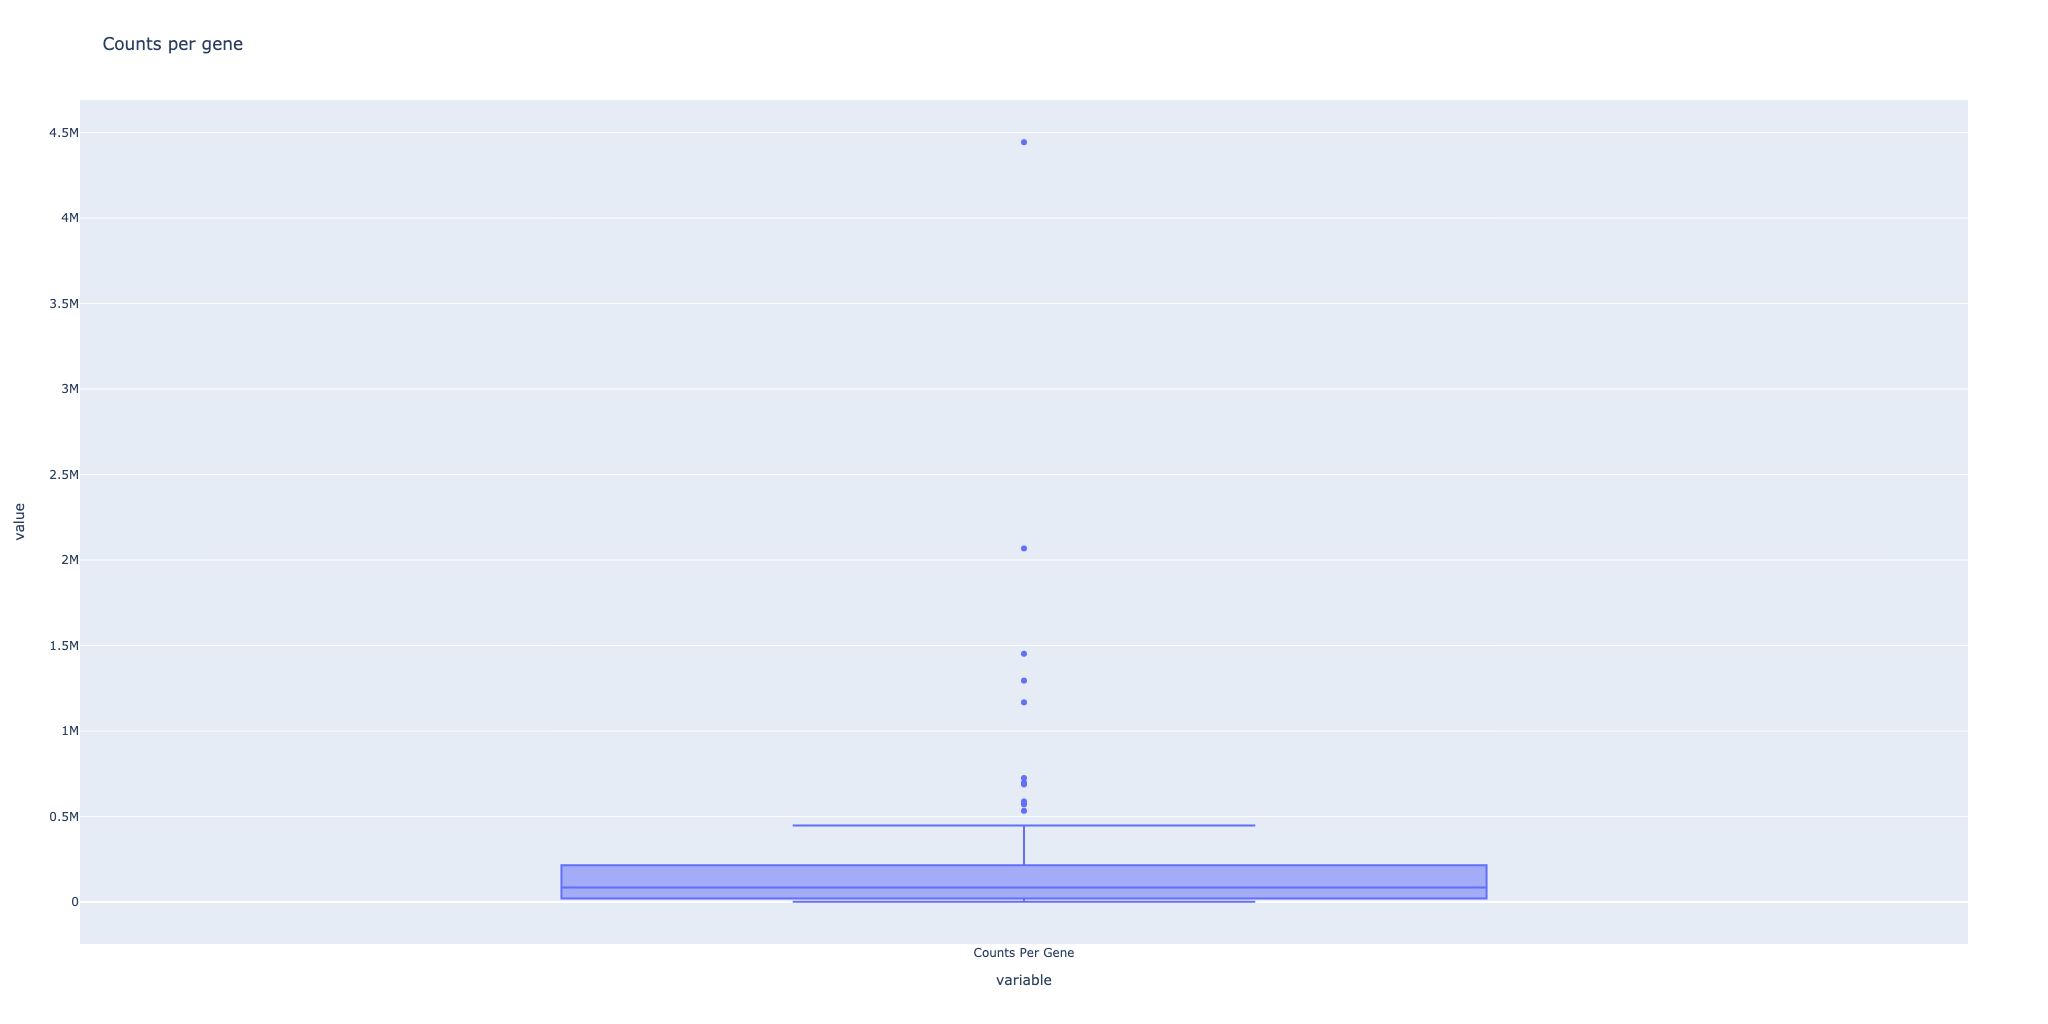 Counts per gene
4.5M
4M
3.5M
3M
2.5M
2M
1.5M
1M
0.5M
0
value
Counts Per Gene
variable